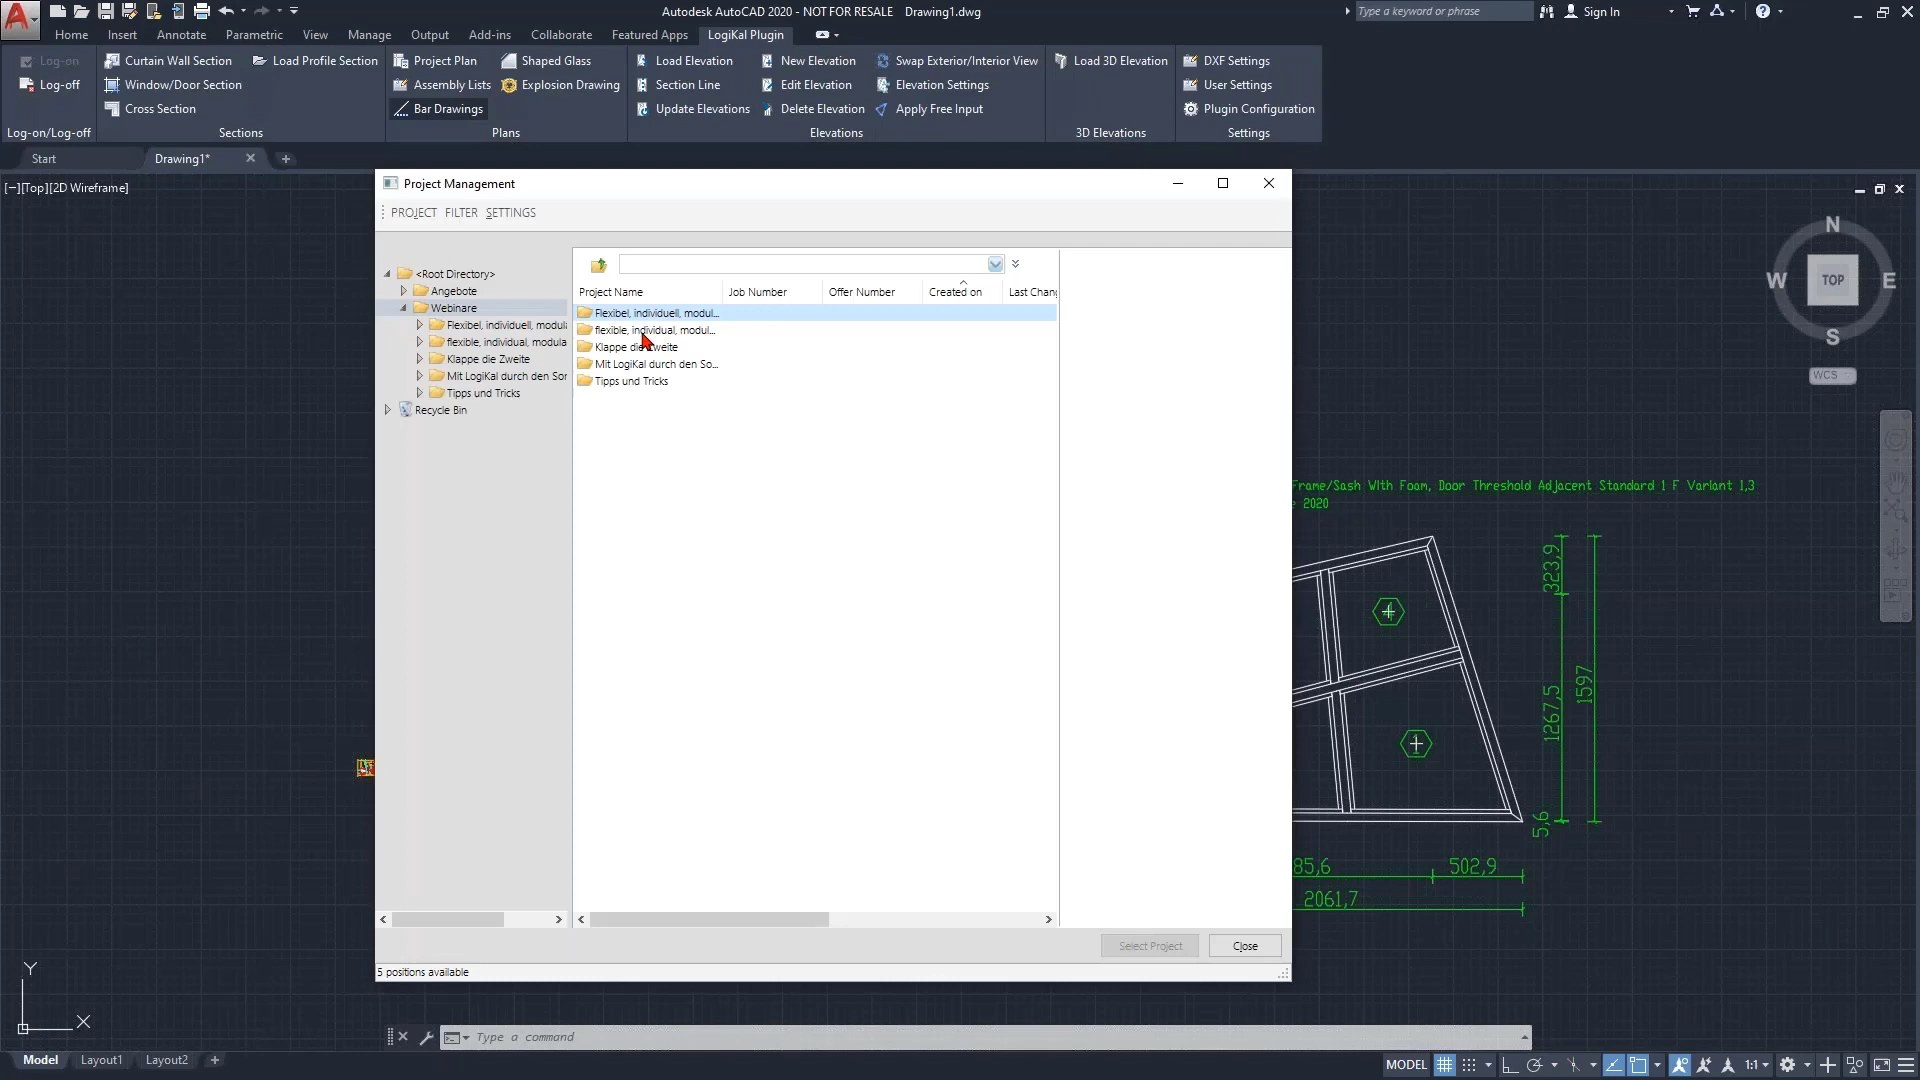 Autodesk AutoCAD 2020 - NOT FOR RESALE Drawing1.dwg
Type a keyword or phrase
Sign In
Home Insert Annotate Parametric View Manage Output Add-ins Collaborate Featured Apps LogiKal Plugin
Log-on
Log-off
Log-on/Log-off
Curtain Wall Section
Load Profile Section
Window/Door Section
Cross Section
Sections
Project Plan
Shaped Glass
Assembly Lists
Explosion Drawing
Bar Drawings
Plans
Load Elevation
New Elevation
Swap Exterior/Interior View
Section Line
Edit Elevation
Elevation Settings
Update Elevations
Delete Elevation
Apply Free Input
Elevations
Load 3D Elevation
3D Elevations
DXF Settings
User Settings
Plugin Configuration
Settings
Start
Drawing1*
[−][Top][2D Wireframe]
Project Management
PROJECT FILTER SETTINGS
<Root Directory>
Angebote
Webinare
Flexibel, individuell, modul
flexible, individual, modula
Klappe die Zweite
Mit LogiKal durch den Sor
Tipps und Tricks
Recycle Bin
Project Name Job Number Offer Number Created on Last Chang
Flexibel, individuell, modul...
flexible, individual, modul...
Klappe die Zweite
Mit LogiKal durch den So...
Tipps und Tricks
Select Project
Close
5 positions available
N
W TOP E
S
WCS
Frame/Sash With Foam, Door Threshold Adjacent Standard 1 F Variant 1,3
2020
323,9
1267,5
1597
5,6
85,6
502,9
2061,7
Y
X
Type a command
Model Layout1 Layout2
MODEL
1:1